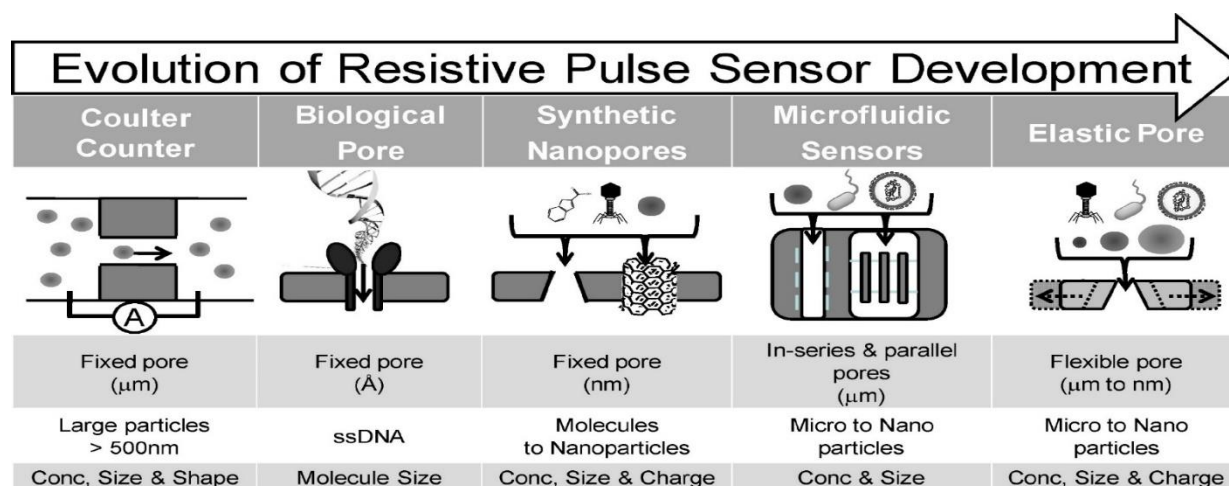 Evolution of Resistive Pulse Sensor Development
Coulter
Counter
Biological
Pore
Synthetic
Nanopores
Microfluidic
Sensors
Elastic Pore
A
Fixed pore
(μm)
Fixed pore
(Å)
Fixed pore
(nm)
In-series & parallel
pores
(μm)
Flexible pore
(μm to nm)
Large particles
> 500nm
ssDNA
Molecules
to Nanoparticles
Micro to Nano
particles
Micro to Nano
particles
Conc, Size & Shape
Molecule Size
Conc, Size & Charge
Conc & Size
Conc, Size & Charge